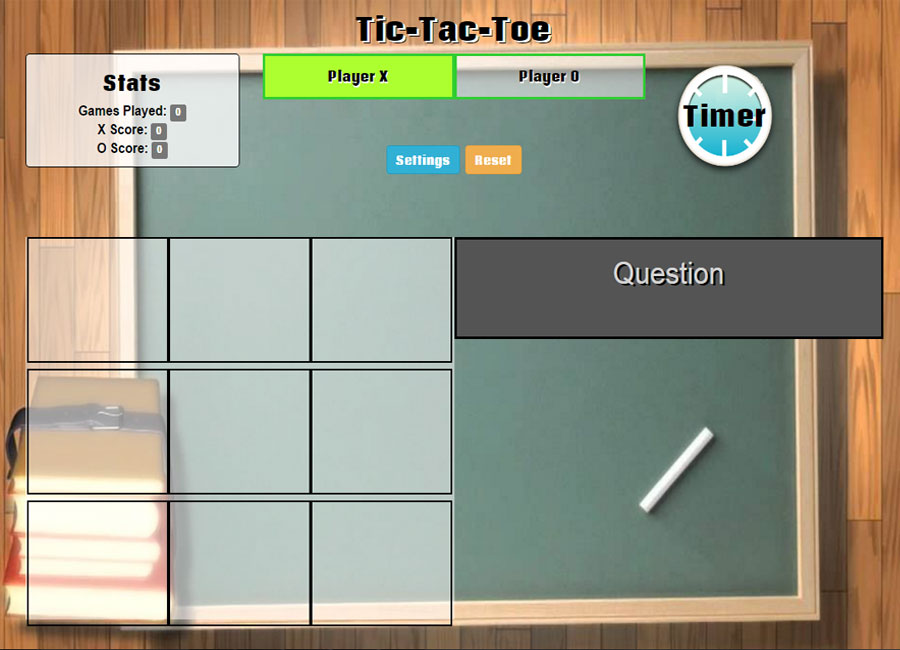 Tic-Tac-Toe
Stats
Games Played: 0
X Score: 0
O Score: 0
Player X
Player O
Timer
Settings
Reset
Question